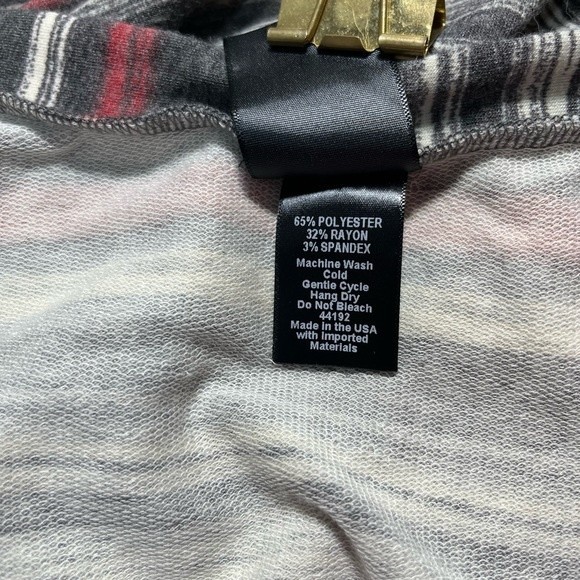 65% POLYESTER
32% RAYON
3% SPANDEX
Machine Wash
Cold
Gentle Cycle
Hang Dry
Do Not Bleach
44192
Made in the USA
with Imported
Materials